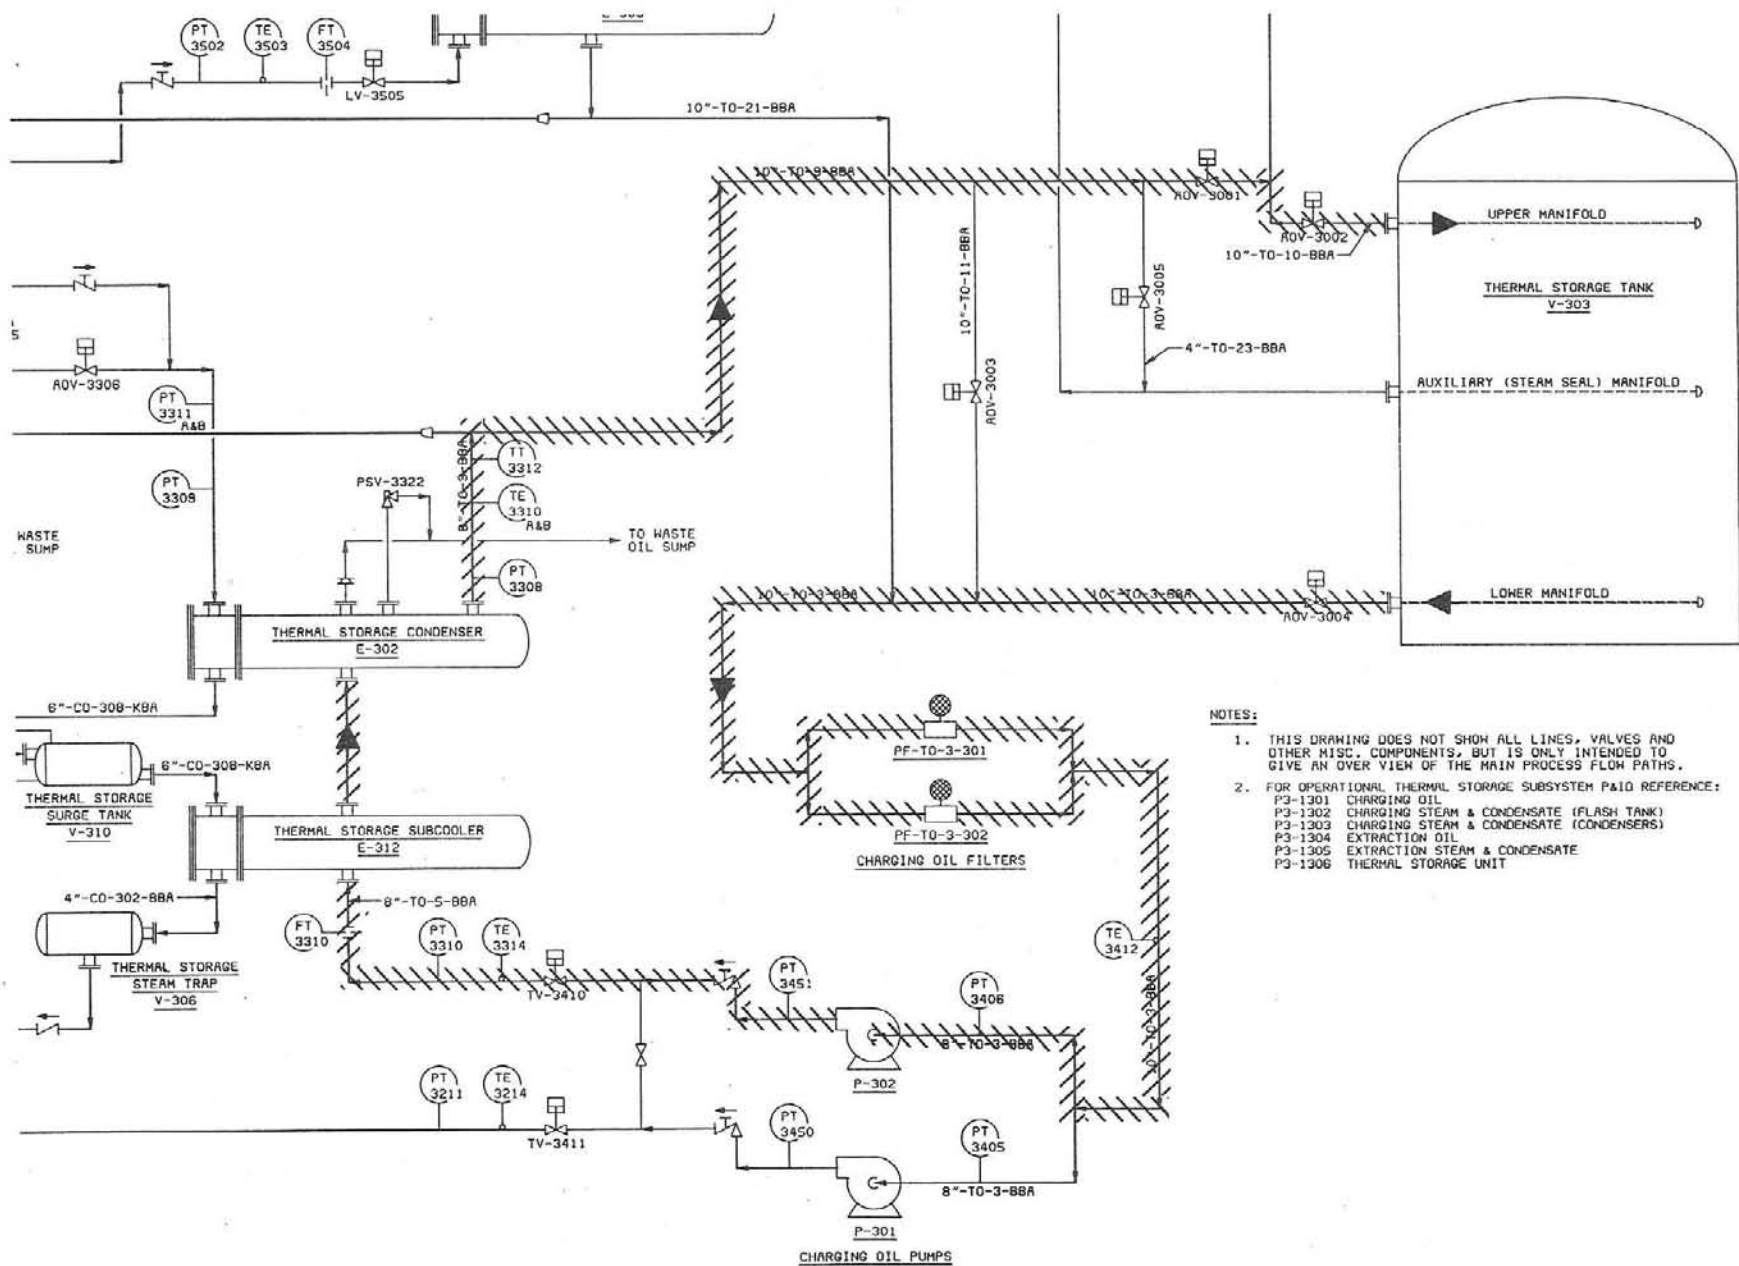 E-303
PT
3502
TE
3503
FT
3504
LV-3505
10"-TO-21-BBA
10"-TO-9-BBA
AOV-3001
AOV-3002
10"-TO-10-BBA
UPPER MANIFOLD
THERMAL STORAGE TANK
V-303
10"-TO-11-BBA
AOV-3005
4"-TO-23-BBA
AOV-3003
AUXILIARY (STEAM SEAL) MANIFOLD
AOV-3306
PT
3311
A&B
PT
3309
8"-TO-3-BBA
TT
3312
TE
3310
A&B
PT
3308
PSV-3322
WASTE
SUMP
TO WASTE
OIL SUMP
10"-TO-3-BBA
10"-TO-3-BBA
AOV-3004
LOWER MANIFOLD
THERMAL STORAGE CONDENSER
E-302
6"-CO-308-KBA
6"-CO-308-KBA
THERMAL STORAGE
SURGE TANK
V-310
THERMAL STORAGE SUBCOOLER
E-312
PF-TO-3-301
PF-TO-3-302
CHARGING OIL FILTERS
NOTES:
1. THIS DRAWING DOES NOT SHOW ALL LINES, VALVES AND
OTHER MISC. COMPONENTS, BUT IS ONLY INTENDED TO
GIVE AN OVER VIEW OF THE MAIN PROCESS FLOW PATHS.
2. FOR OPERATIONAL THERMAL STORAGE SUBSYSTEM P&ID REFERENCE:
P3-1301 CHARGING OIL
P3-1302 CHARGING STEAM & CONDENSATE (FLASH TANK)
P3-1303 CHARGING STEAM & CONDENSATE (CONDENSERS)
P3-1304 EXTRACTION OIL
P3-1305 EXTRACTION STEAM & CONDENSATE
P3-1306 THERMAL STORAGE UNIT
4"-CO-302-BBA
8"-TO-5-BBA
THERMAL STORAGE
STEAM TRAP
V-306
FT
3310
PT
3310
TE
3314
TV-3410
PT
3451
PT
3406
8"-TO-3-BBA
P-302
TE
3412
10"-TO-3-BBA
PT
3211
TE
3214
TV-3411
PT
3450
PT
3405
8"-TO-3-BBA
P-301
CHARGING OIL PUMPS